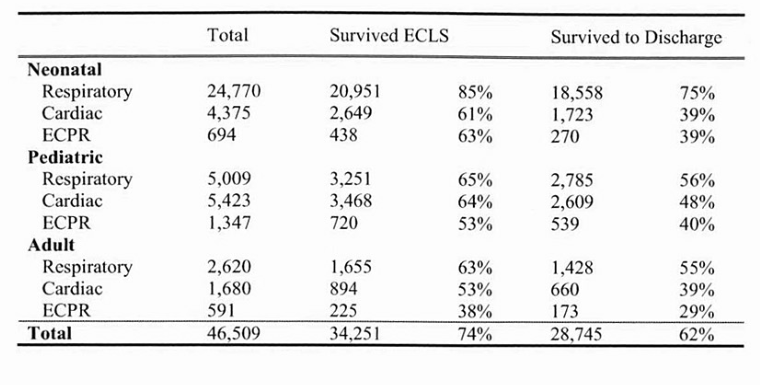 Total Survived ECLS Survived to Discharge
Neonatal
Respiratory 24,770 20,951 85% 18,558 75%
Cardiac 4,375 2,649 61% 1,723 39%
ECPR 694 438 63% 270 39%
Pediatric
Respiratory 5,009 3,251 65% 2,785 56%
Cardiac 5,423 3,468 64% 2,609 48%
ECPR 1,347 720 53% 539 40%
Adult
Respiratory 2,620 1,655 63% 1,428 55%
Cardiac 1,680 894 53% 660 39%
ECPR 591 225 38% 173 29%
Total 46,509 34,251 74% 28,745 62%